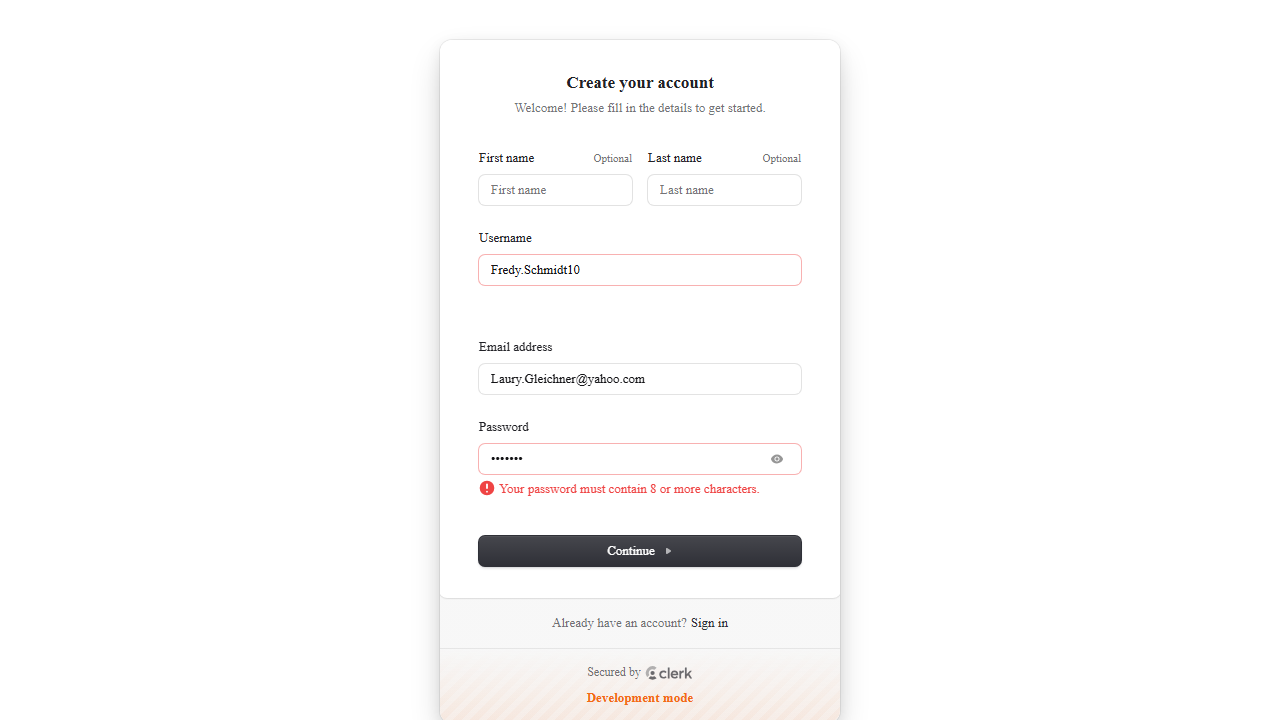 Create your account
Welcome! Please fill in the details to get started.
First name Optional Last name Optional
First name Last name
Username
Fredy.Schmidt10
Email address
Laury.Gleichner@yahoo.com
Password
•••••••
Your password must contain 8 or more characters.
Continue
Already have an account? Sign in
Secured by clerk
Development mode